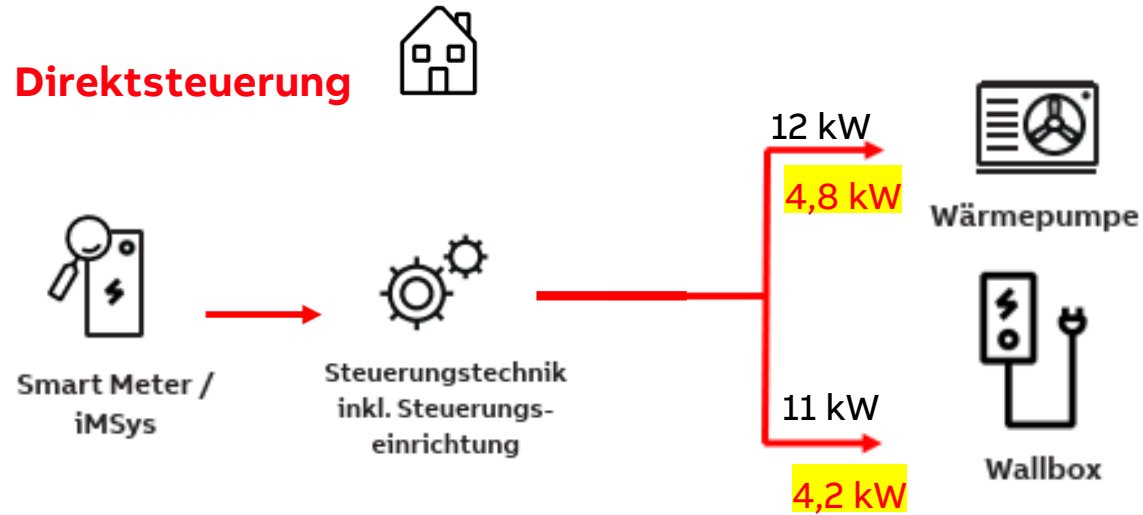 Direktsteuerung
12 kW
4,8 kW
Wärmepumpe
Smart Meter /
iMSys
Steuerungstechnik
inkl. Steuerungs-
einrichtung
11 kW
4,2 kW
Wallbox